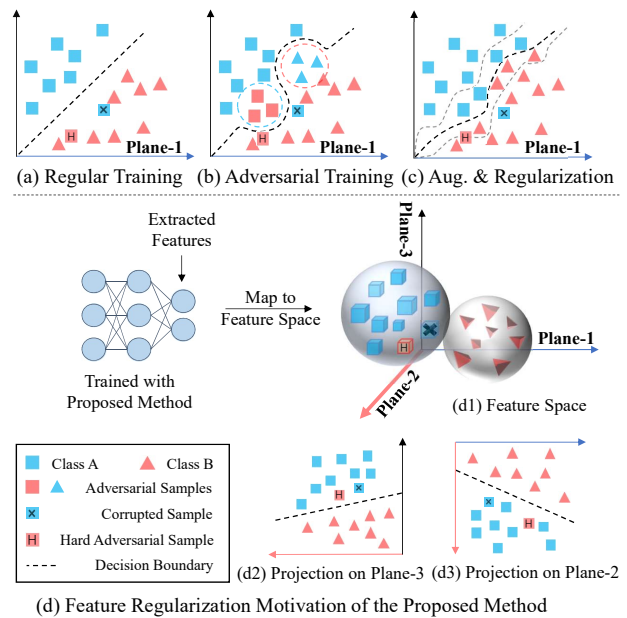 Plane-1
Plane-1
Plane-1
H
H
H
(a) Regular Training
(b) Adversarial Training
(c) Aug. & Regularization
Extracted
Features
Map to
Feature Space
Trained with
Proposed Method
Plane-3
Plane-1
Plane-2
H
(d1) Feature Space
Class A
Class B
Adversarial Samples
Corrupted Sample
H
Hard Adversarial Sample
Decision Boundary
H
(d2) Projection on Plane-3
H
(d3) Projection on Plane-2
(d) Feature Regularization Motivation of the Proposed Method